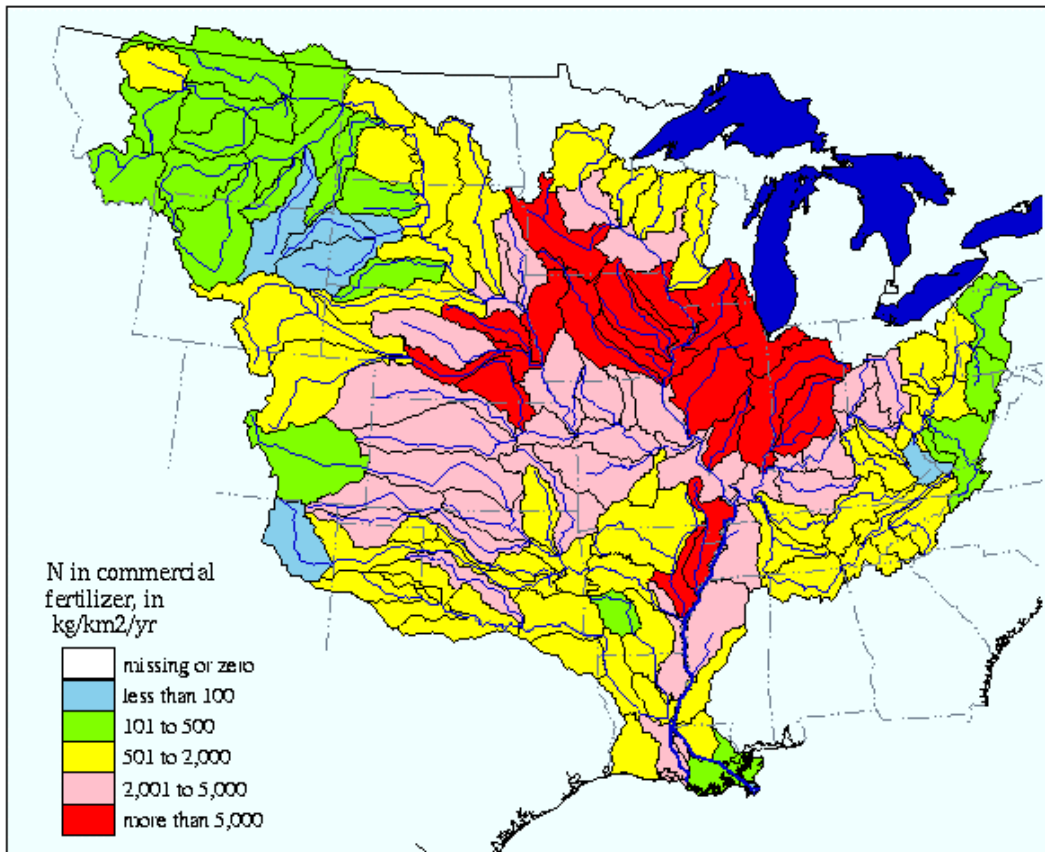 N in commercial
fertilizer, in
kg/km2/yr
missing or zero
less than 100
101 to 500
501 to 2,000
2,001 to 5,000
more than 5,000